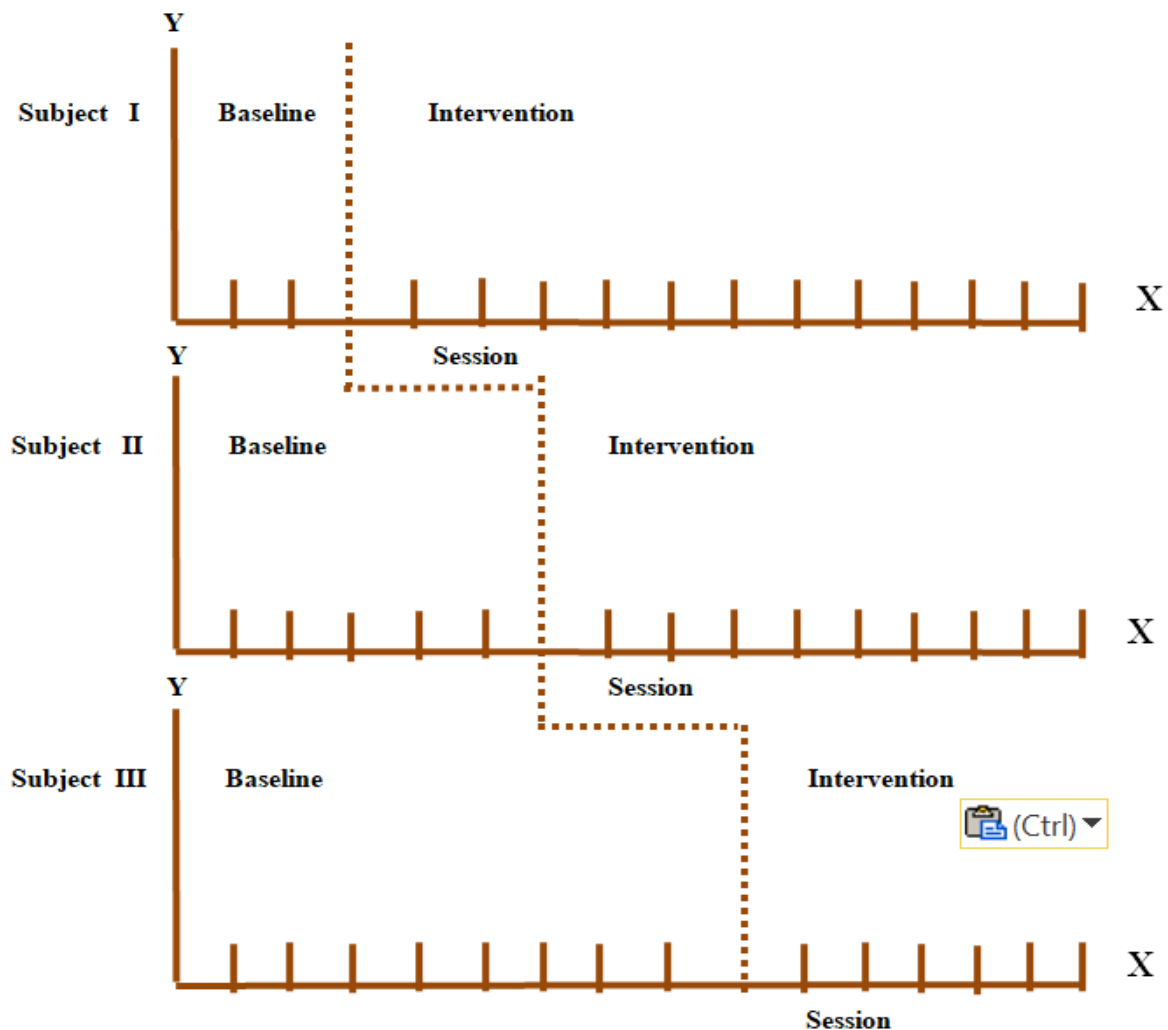 Y
Subject I Baseline Intervention
X
Session
Y
Subject II Baseline Intervention
X
Session
Y
Subject III Baseline Intervention
(Ctrl)
X
Session